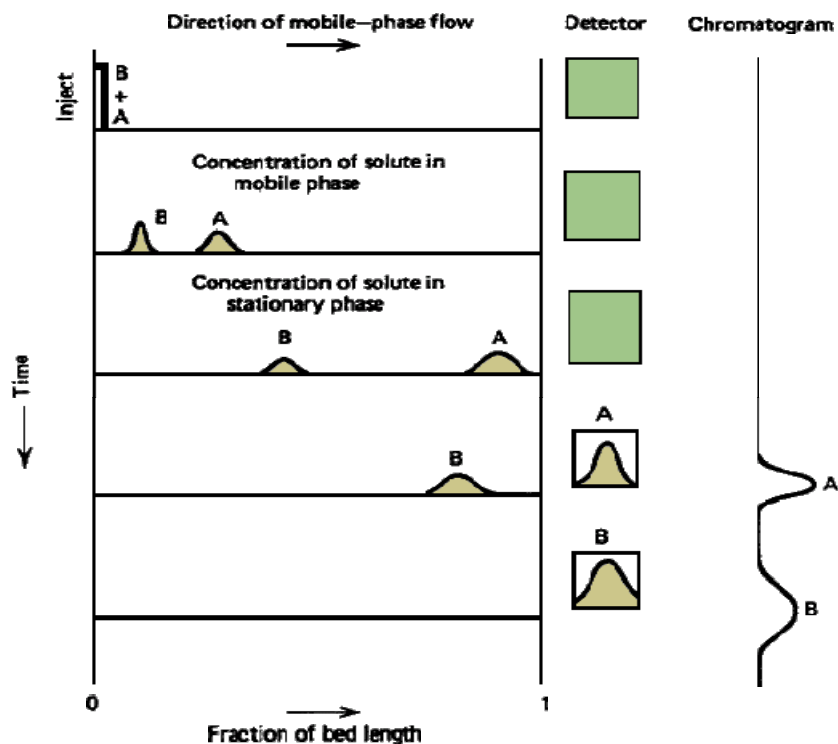 Direction of mobile—phase flow
Detector
Chromatogram
Inject
B
+
A
Concentration of solute in
mobile phase
B
A
Concentration of solute in
stationary phase
B
A
Time
A
B
A
B
B
0
1
Fraction of bed length